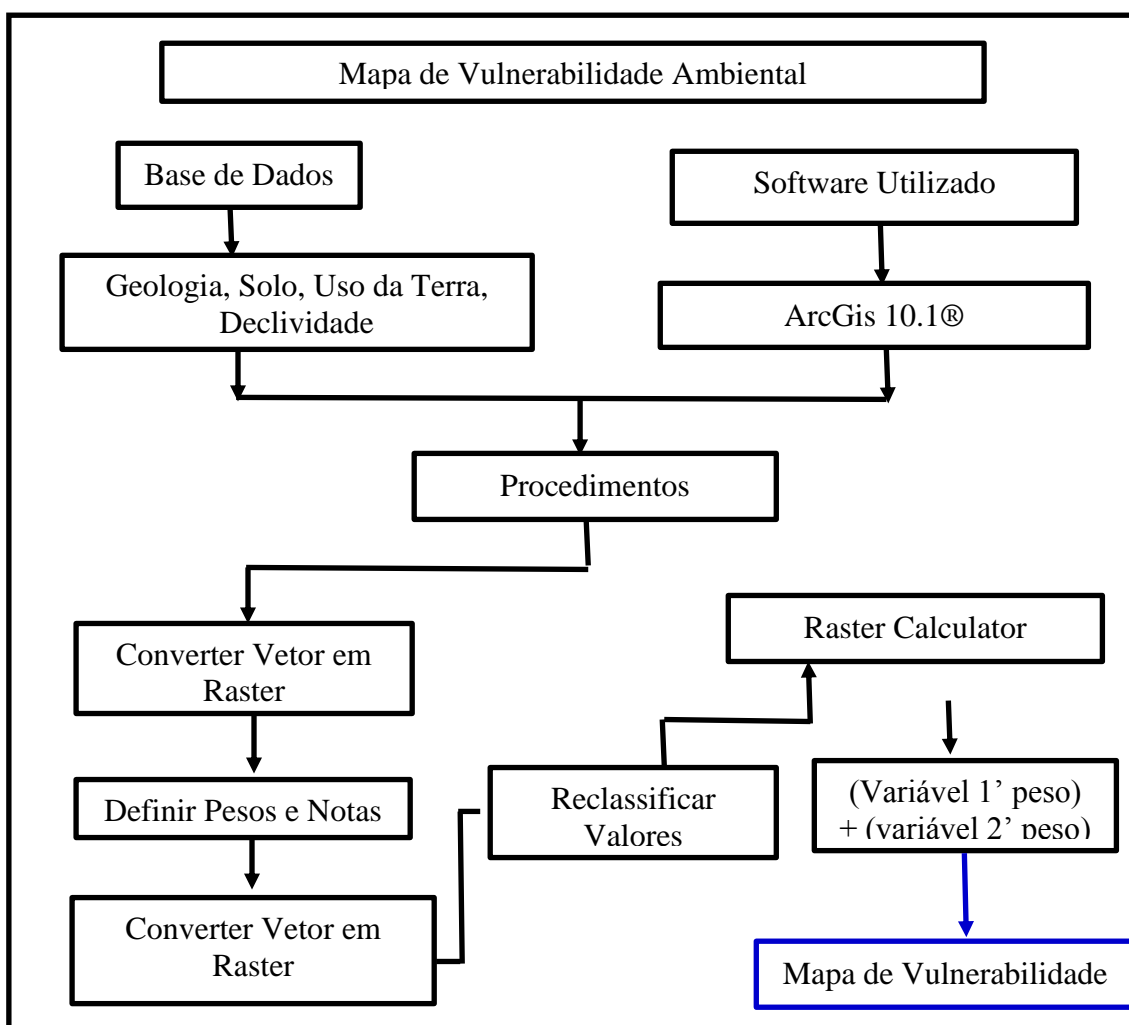 Mapa de Vulnerabilidade Ambiental
Base de Dados
Software Utilizado
Geologia, Solo, Uso da Terra,
Declividade
ArcGis 10.1®
Procedimentos
Converter Vetor em
Raster
Definir Pesos e Notas
Converter Vetor em
Raster
Reclassificar
Valores
Raster Calculator
(Variável 1’ peso)
+ (variável 2’ peso)
Mapa de Vulnerabilidade